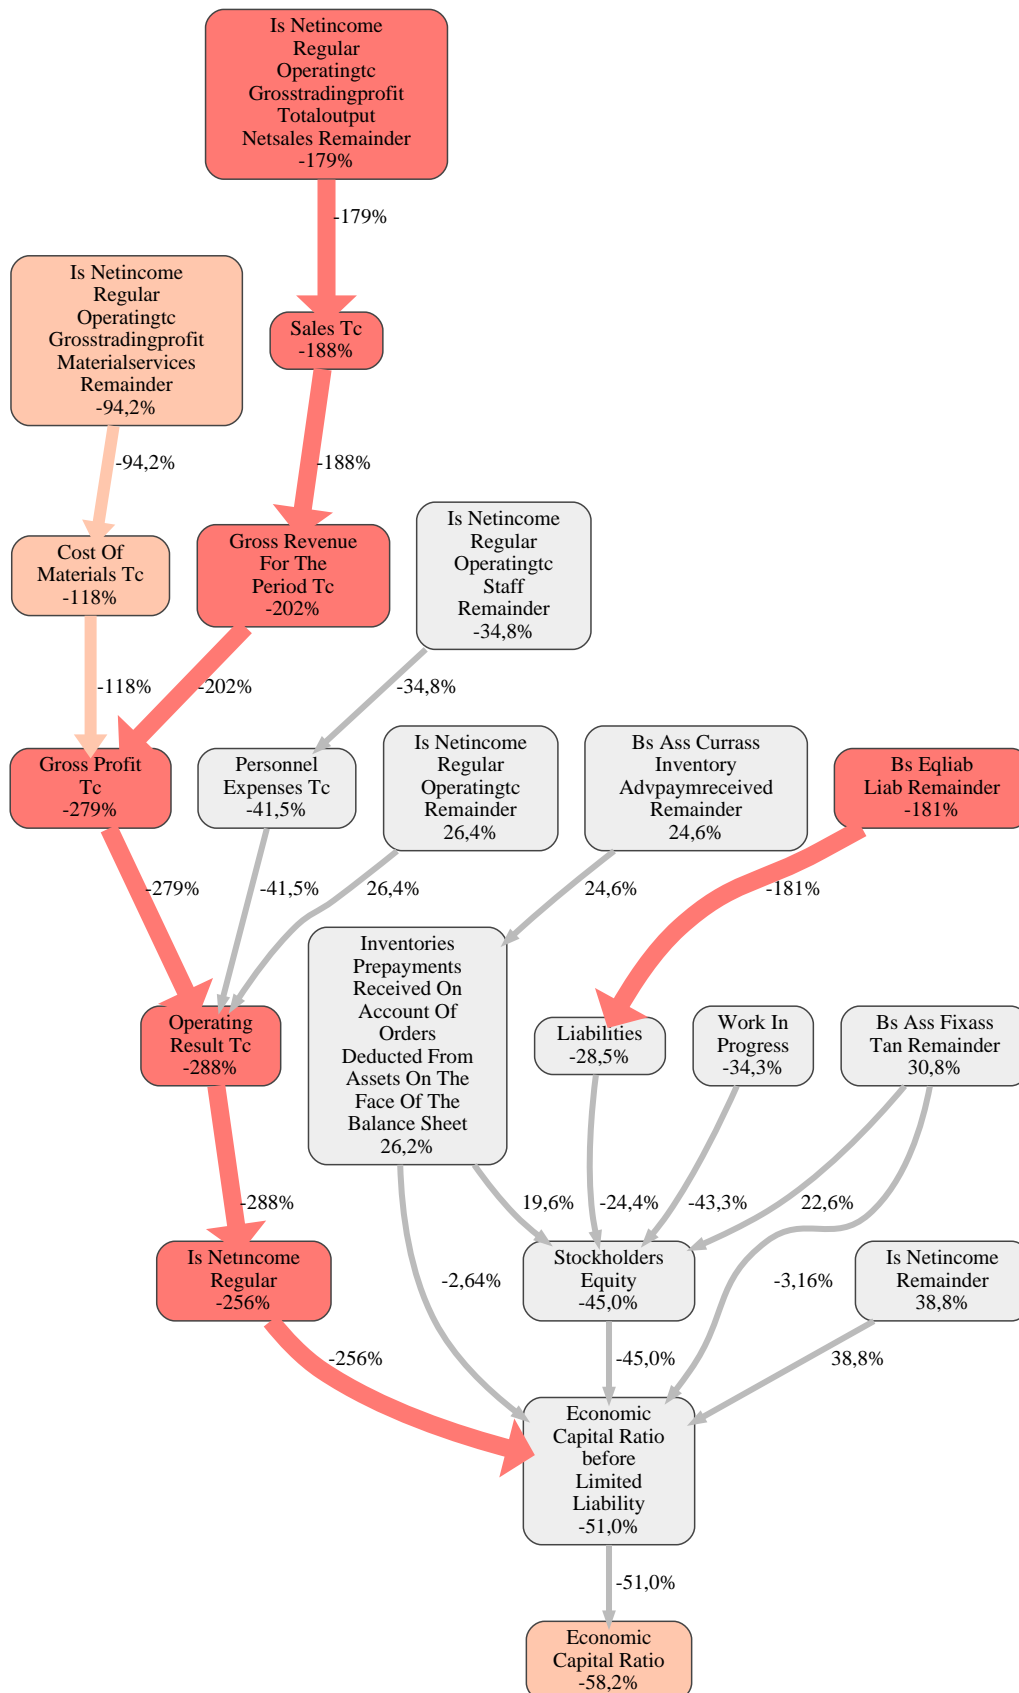 Is Netincome
Regular
Operatingtc
Grosstradingprofit
Totaloutput
Netsales Remainder
-179%
-179%
Is Netincome
Regular
Operatingtc
Grosstradingprofit
Materialservices
Remainder
-94,2%
Sales Tc
-188%
-94,2%
-188%
Cost Of
Materials Tc
-118%
Gross Revenue
For The
Period Tc
-202%
Is Netincome
Regular
Operatingtc
Staff
Remainder
-34,8%
-118%
-202%
-34,8%
Gross Profit
Tc
-279%
Personnel
Expenses Tc
-41,5%
Is Netincome
Regular
Operatingtc
Remainder
26,4%
Bs Ass Currass
Inventory
Advpaymreceived
Remainder
24,6%
Bs Eqliab
Liab Remainder
-181%
-279%
-41,5%
26,4%
24,6%
-181%
Operating
Result Tc
-288%
Inventories
Prepayments
Received On
Account Of
Orders
Deducted From
Assets On The
Face Of The
Balance Sheet
26,2%
Liabilities
-28,5%
Work In
Progress
-34,3%
Bs Ass Fixass
Tan Remainder
30,8%
-288%
19,6%
-24,4%
-43,3%
22,6%
Is Netincome
Regular
-256%
-2,64%
Stockholders
Equity
-45,0%
-3,16%
Is Netincome
Remainder
38,8%
-256%
-45,0%
38,8%
Economic
Capital Ratio
before
Limited
Liability
-51,0%
-51,0%
Economic
Capital Ratio
-58,2%